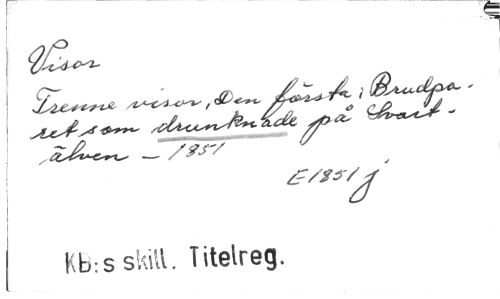 Visor
Trenne visor, Den första: Brudpa-
ret som drunknade på Svart-
älven - 1851
E1851 j
KB:s skill. Titelreg.